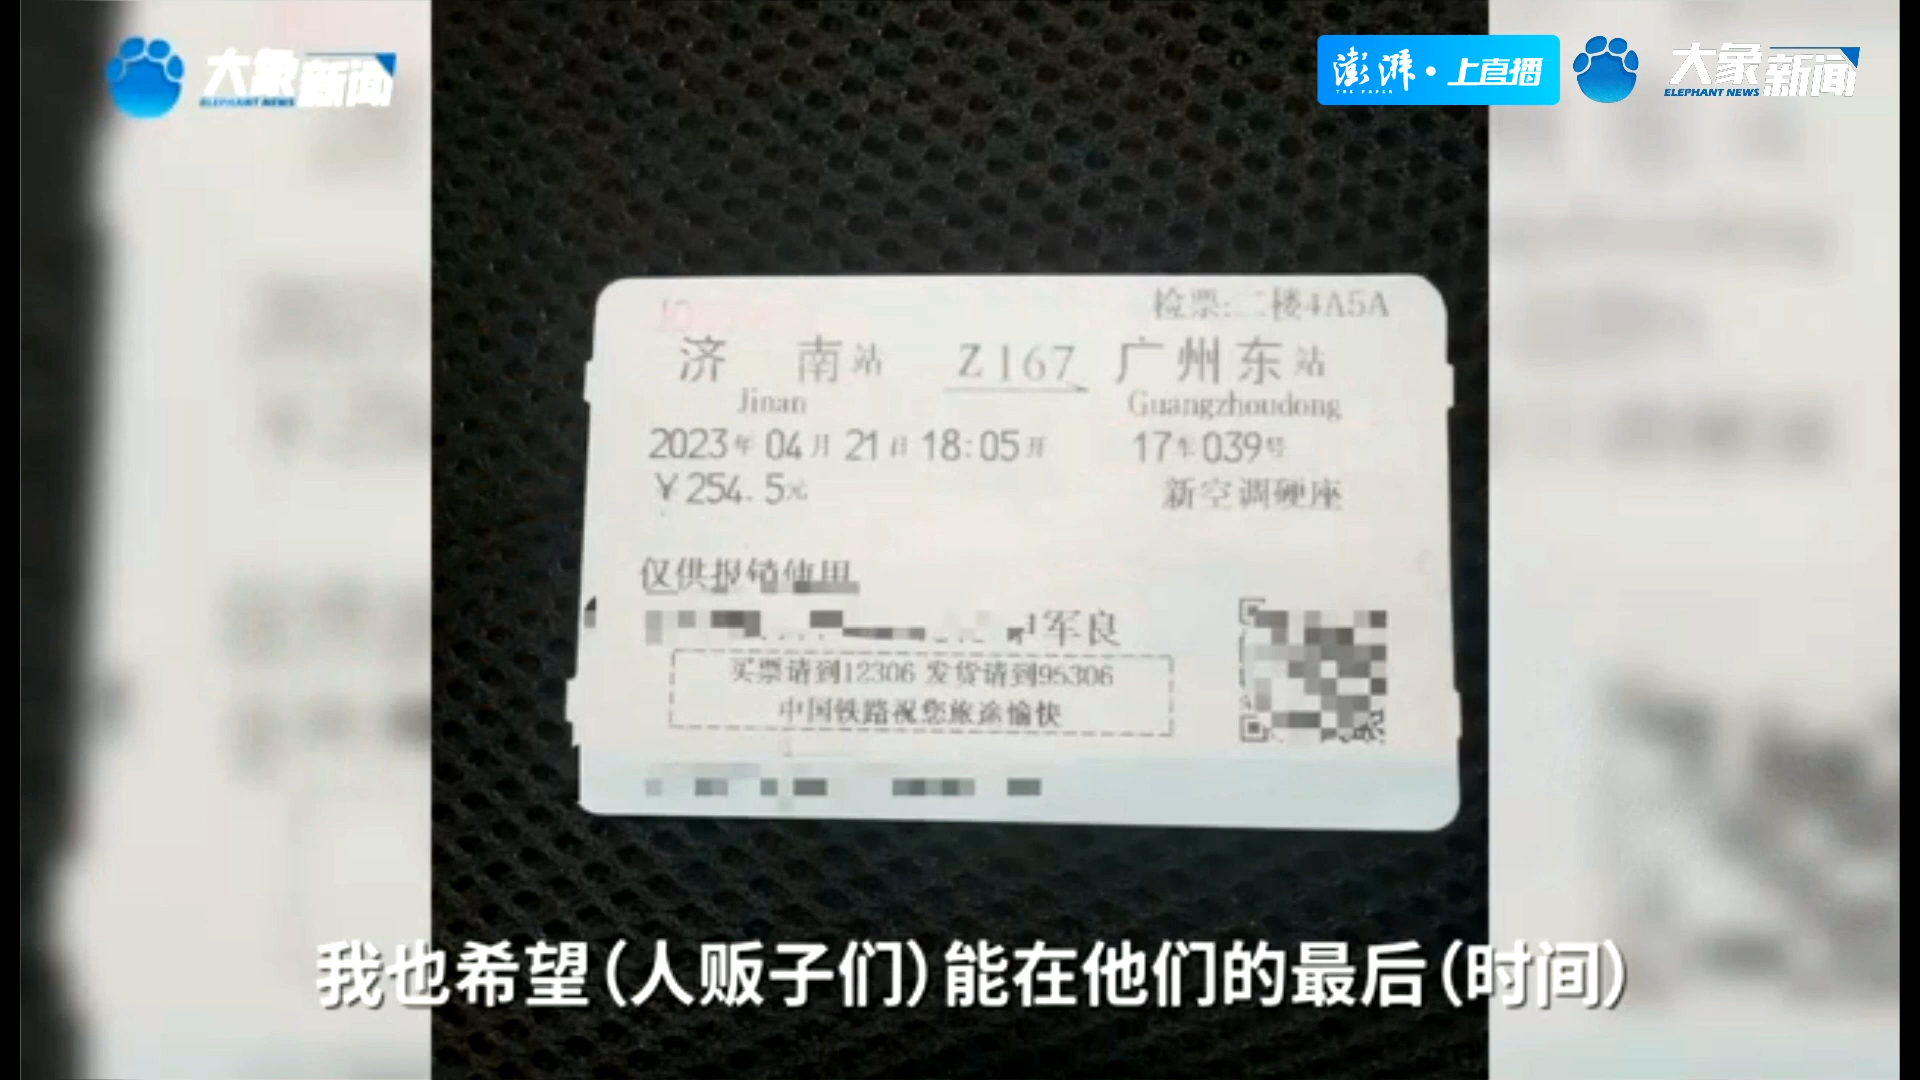 大象新闻
ELEPHANT NEWS
澎湃·上直播
THE PAPER
大象新闻
ELEPHANT NEWS
检票:二楼4A5A
济 南站 Z167 广州东站
Jinan Guangzhoudong
2023年04月21日18:05开 17车039号
￥254.5元 新空调硬座
仅供报销使用
军良
买票请到12306 发货请到95306
中国铁路祝您旅途愉快
我也希望(人贩子们)能在他们的最后(时间)